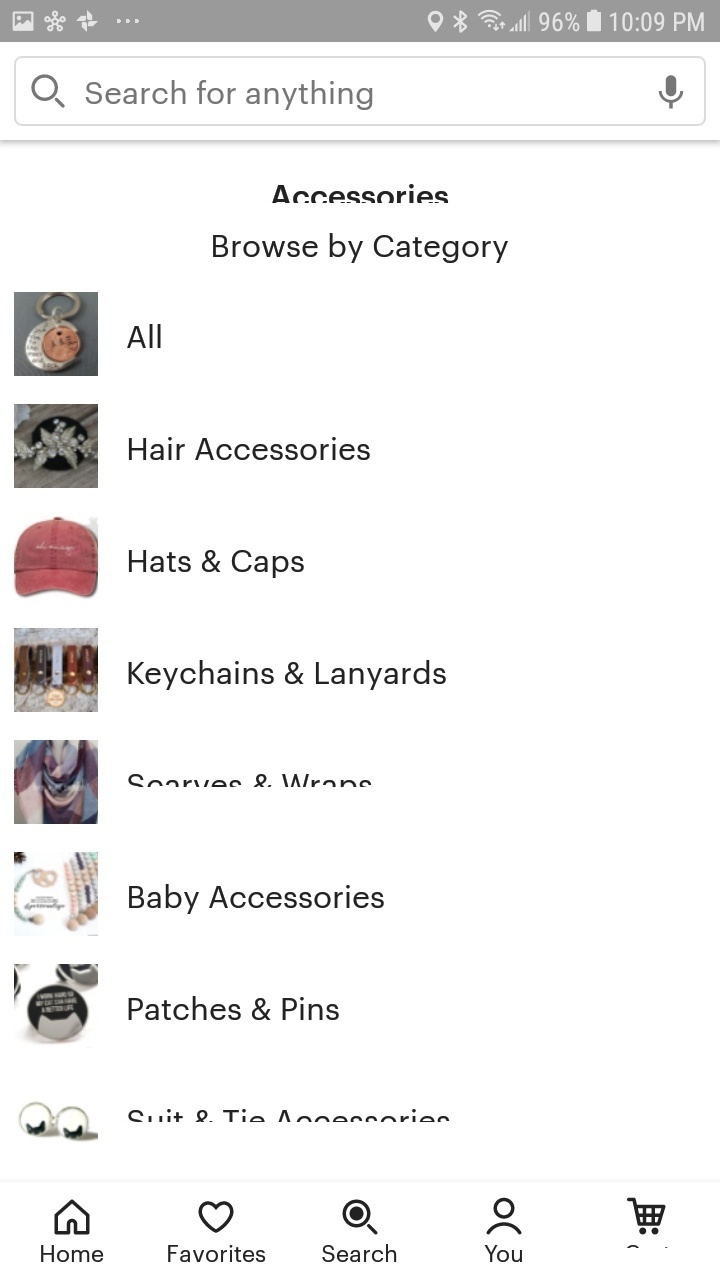 96% 10:09 PM
Search for anything
Accessories
Browse by Category
All
Hair Accessories
Hats & Caps
Keychains & Lanyards
Scarves & Wraps
Baby Accessories
Patches & Pins
Suit & Tie Accessories
Home Favorites Search You